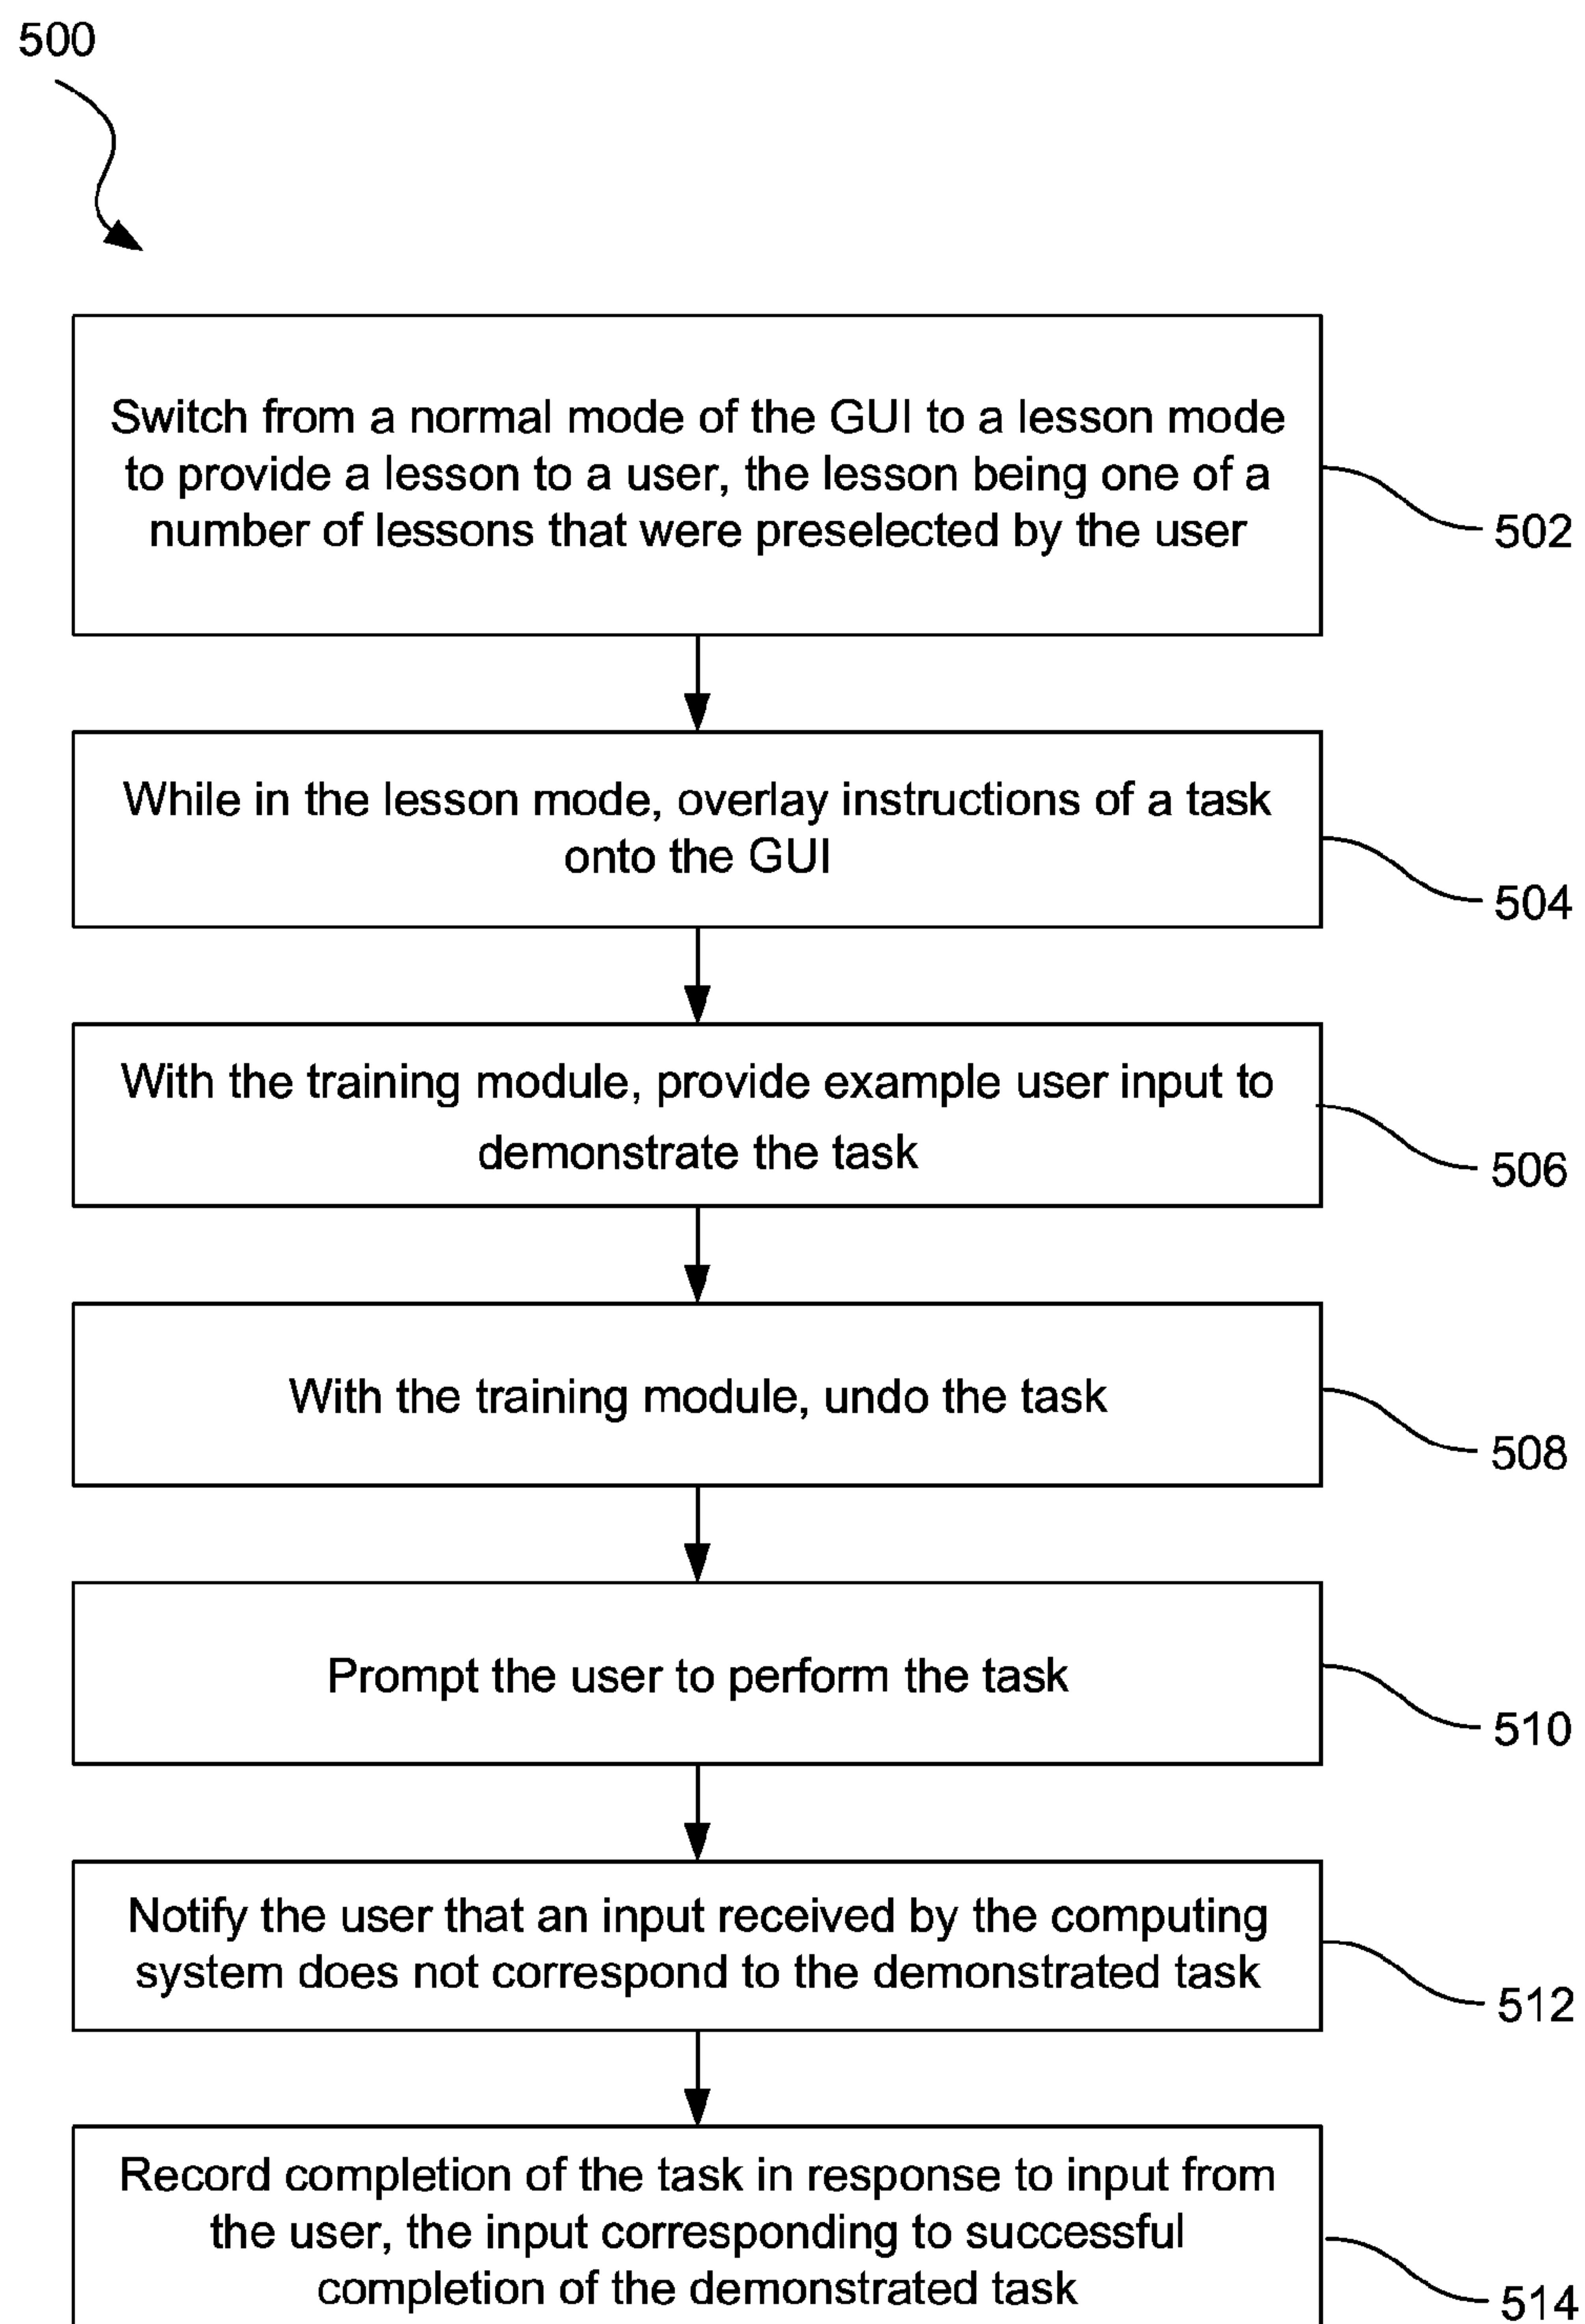 500
Switch from a normal mode of the GUI to a lesson mode
to provide a lesson to a user, the lesson being one of a
number of lessons that were preselected by the user
502
While in the lesson mode, overlay instructions of a task
onto the GUI
504
With the training module, provide example user input to
demonstrate the task
506
With the training module, undo the task
508
Prompt the user to perform the task
510
Notify the user that an input received by the computing
system does not correspond to the demonstrated task
512
Record completion of the task in response to input from
the user, the input corresponding to successful
completion of the demonstrated task
514